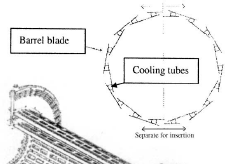 Barrel blade
Cooling tubes
Separate for insertion